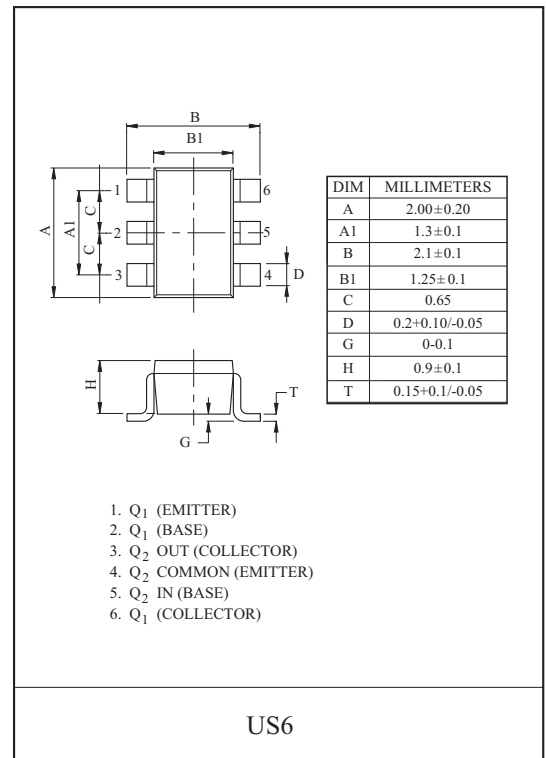 B
B1
1
6
A
A1
C
C
2
5
3
4
D
H
T
G
DIM MILLIMETERS
A 2.00±0.20
A1 1.3±0.1
B 2.1±0.1
B1 1.25±0.1
C 0.65
D 0.2+0.10/-0.05
G 0-0.1
H 0.9±0.1
T 0.15+0.1/-0.05
1. Q1 (EMITTER)
2. Q1 (BASE)
3. Q2 OUT (COLLECTOR)
4. Q2 COMMON (EMITTER)
5. Q2 IN (BASE)
6. Q1 (COLLECTOR)
US6